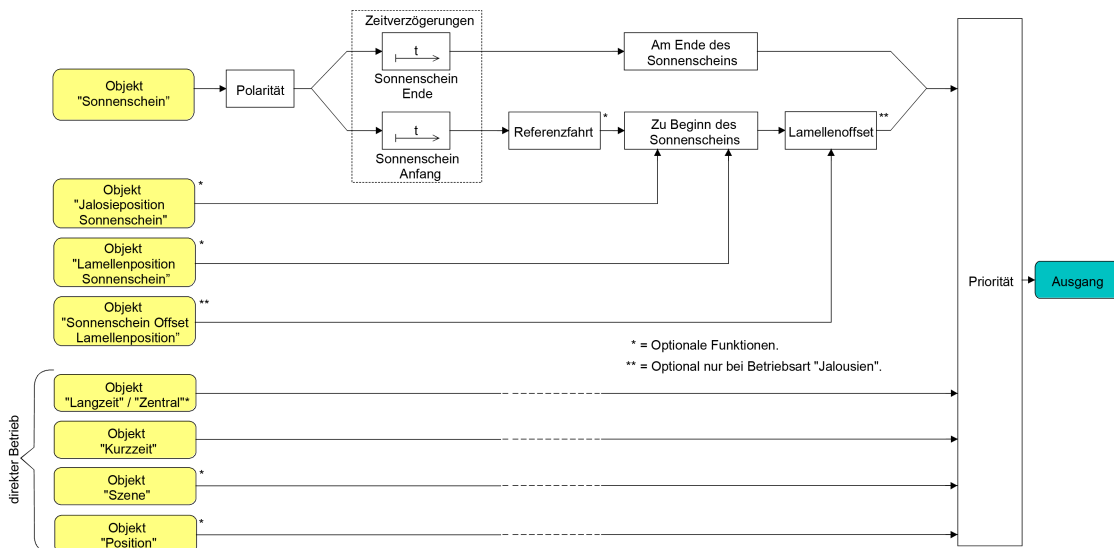 Zeitverzögerungen
t
Sonnenschein
Ende
Am Ende des
Sonnenscheins
Objekt
"Sonnenschein"
Polarität
t
Sonnenschein
Anfang
Referenzfahrt
*
Zu Beginn des
Sonnenscheins
Lamellenoffset
**
Objekt
"Jalosieposition
Sonnenschein"
*
Objekt
"Lamellenposition
Sonnenschein"
*
Objekt
"Sonnenschein Offset
Lamellenposition"
**
Priorität
Ausgang
* = Optionale Funktionen.
** = Optional nur bei Betriebsart "Jalousien".
direkter Betrieb
Objekt
"Langzeit" / "Zentral"*
Objekt
"Kurzzeit"
Objekt
"Szene"
*
Objekt
"Position"
*